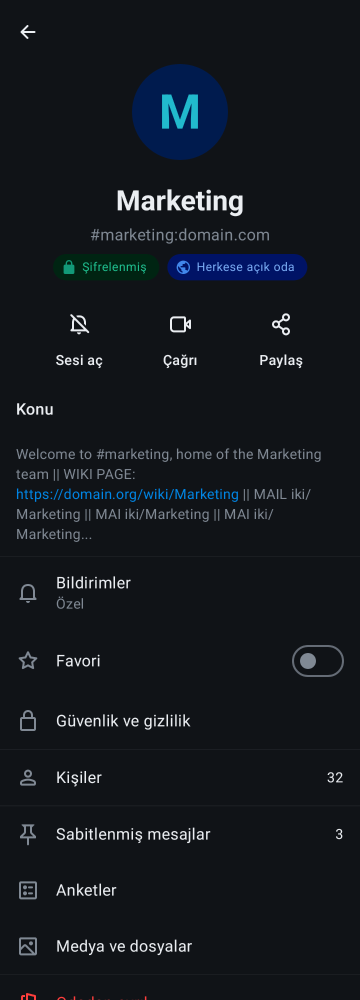 M
Marketing
#marketing:domain.com
Şifrelenmiş
Herkese açık oda
Sesi aç
Çağrı
Paylaş
Konu
Welcome to #marketing, home of the Marketing
team || WIKI PAGE:
https://domain.org/wiki/Marketing || MAIL iki/
Marketing || MAI iki/Marketing || MAI iki/
Marketing...
Bildirimler
Özel
Favori
Güvenlik ve gizlilik
Kişiler 32
Sabitlenmiş mesajlar 3
Anketler
Medya ve dosyalar